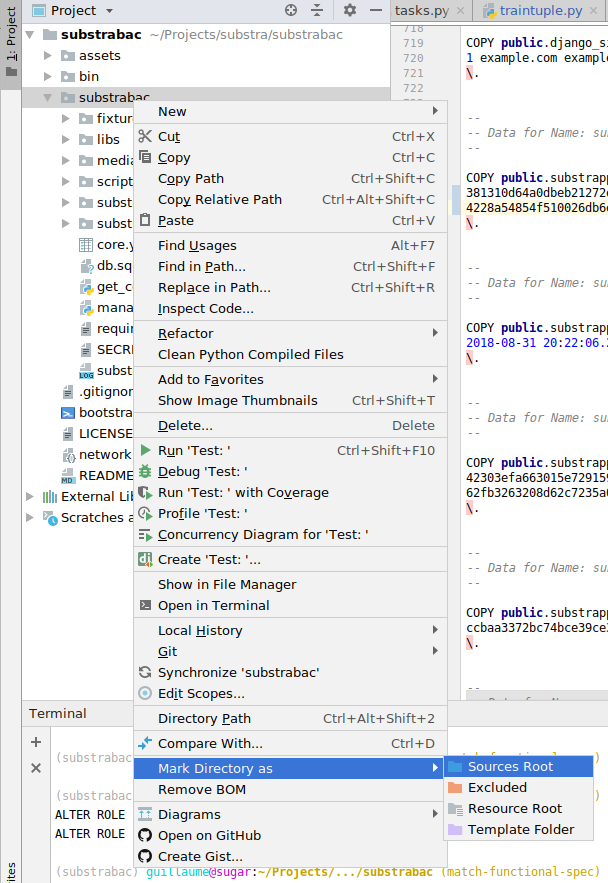 1: Project
Project
tasks.py
traintuple.py
substrabac ~/Projects/substra/substrabac
assets
bin
substrabac
fixtur
libs
media
script
subst
subst
core.y
db.sq
get_c
mana
requir
SECRE
subst
.gitignor
bootstra
LICENSE
network
README
External Lib
Scratches a
New
Cut Ctrl+X
Copy Ctrl+C
Copy Path Ctrl+Shift+C
Copy Relative Path Ctrl+Alt+Shift+C
Paste Ctrl+V
Find Usages Alt+F7
Find in Path... Ctrl+Shift+F
Replace in Path... Ctrl+Shift+R
Inspect Code...
Refactor
Clean Python Compiled Files
Add to Favorites
Show Image Thumbnails Ctrl+Shift+T
Delete... Delete
Run 'Test: ' Ctrl+Shift+F10
Debug 'Test: '
Run 'Test: ' with Coverage
Profile 'Test: '
Concurrency Diagram for 'Test: '
Create 'Test: '...
Show in File Manager
Open in Terminal
Local History
Git
Synchronize 'substrabac'
Edit Scopes...
Directory Path Ctrl+Alt+Shift+2
Compare With... Ctrl+D
Mark Directory as
Remove BOM
Diagrams
Open on GitHub
Create Gist...
Sources Root
Excluded
Resource Root
Template Folder
718
719
720
721
722
COPY public.django_si
1 example.com exampl
\.
--
-- Data for Name: su
--
COPY public.substrapp
381310d64a0dbeb21272
4228a54854f510026db6
\.
--
-- Data for Name: su
--
COPY public.substrapp
2018-08-31 20:22:06.
\.
--
-- Data for Name: su
--
COPY public.substrapp
42303efa663015e729159
62fb3263208d62c7235a
\.
--
-- Data for Name: su
--
COPY public.substrapp
ccbaa3372bc74bce39ce
\.
--
Terminal
(substrabac
(substrabac
ALTER ROLE
ALTER ROLE
(substrabac) guillaume@sugar:~/Projects/.../substrabac (match-functional-spec)